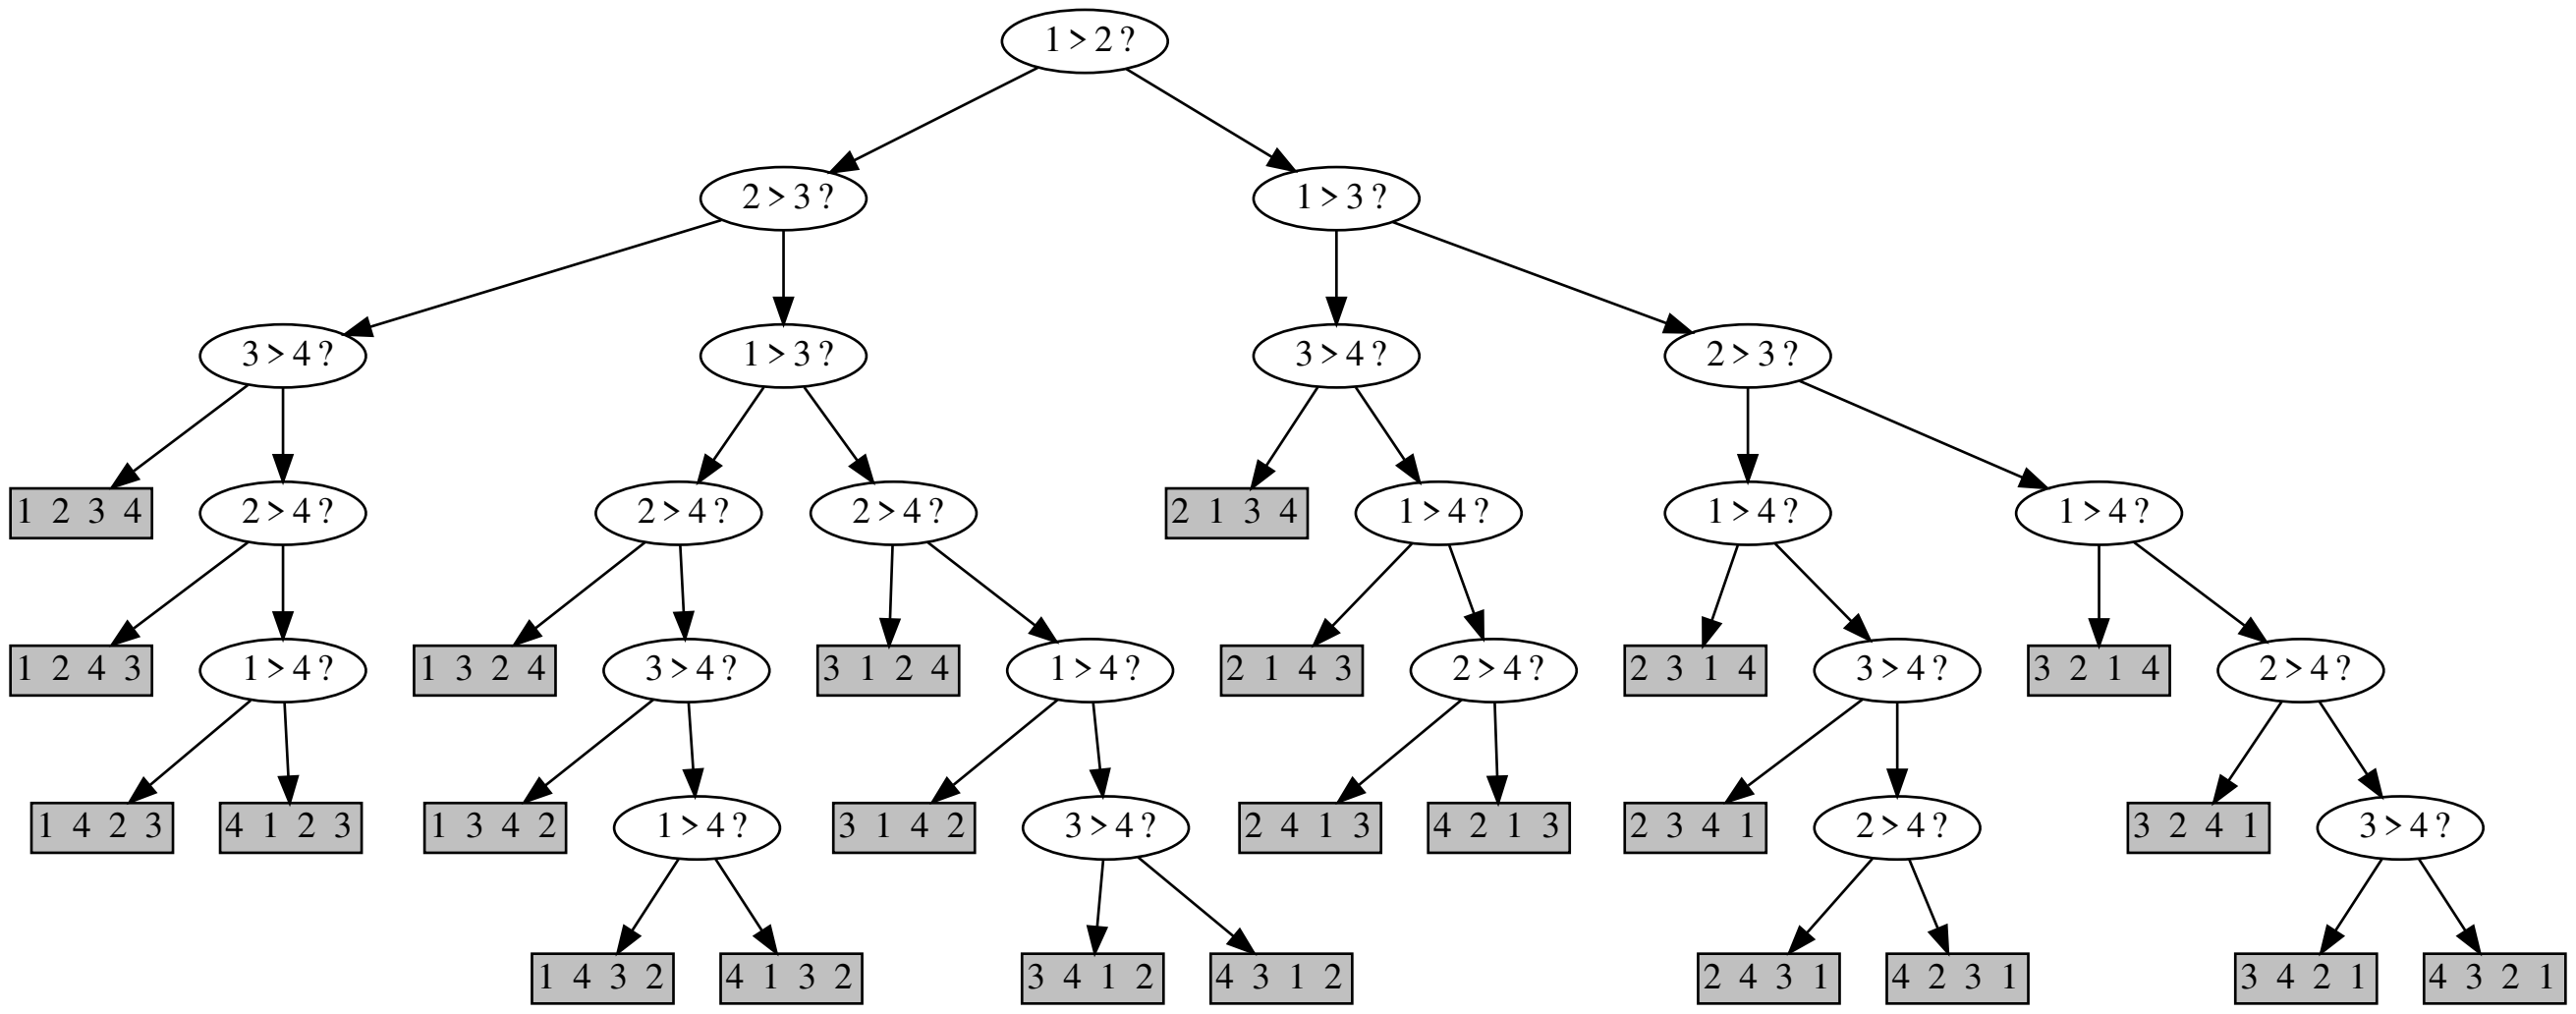 1 > 2 ?
2 > 3 ?
1 > 3 ?
3 > 4 ?
1 > 3 ?
3 > 4 ?
2 > 3 ?
1 2 3 4
2 > 4 ?
2 > 4 ?
2 > 4 ?
2 1 3 4
1 > 4 ?
1 > 4 ?
1 > 4 ?
1 2 4 3
1 > 4 ?
1 3 2 4
3 > 4 ?
3 1 2 4
1 > 4 ?
2 1 4 3
2 > 4 ?
2 3 1 4
3 > 4 ?
3 2 1 4
2 > 4 ?
1 4 2 3
4 1 2 3
1 3 4 2
1 > 4 ?
3 1 4 2
3 > 4 ?
2 4 1 3
4 2 1 3
2 3 4 1
2 > 4 ?
3 2 4 1
3 > 4 ?
1 4 3 2
4 1 3 2
3 4 1 2
4 3 1 2
2 4 3 1
4 2 3 1
3 4 2 1
4 3 2 1